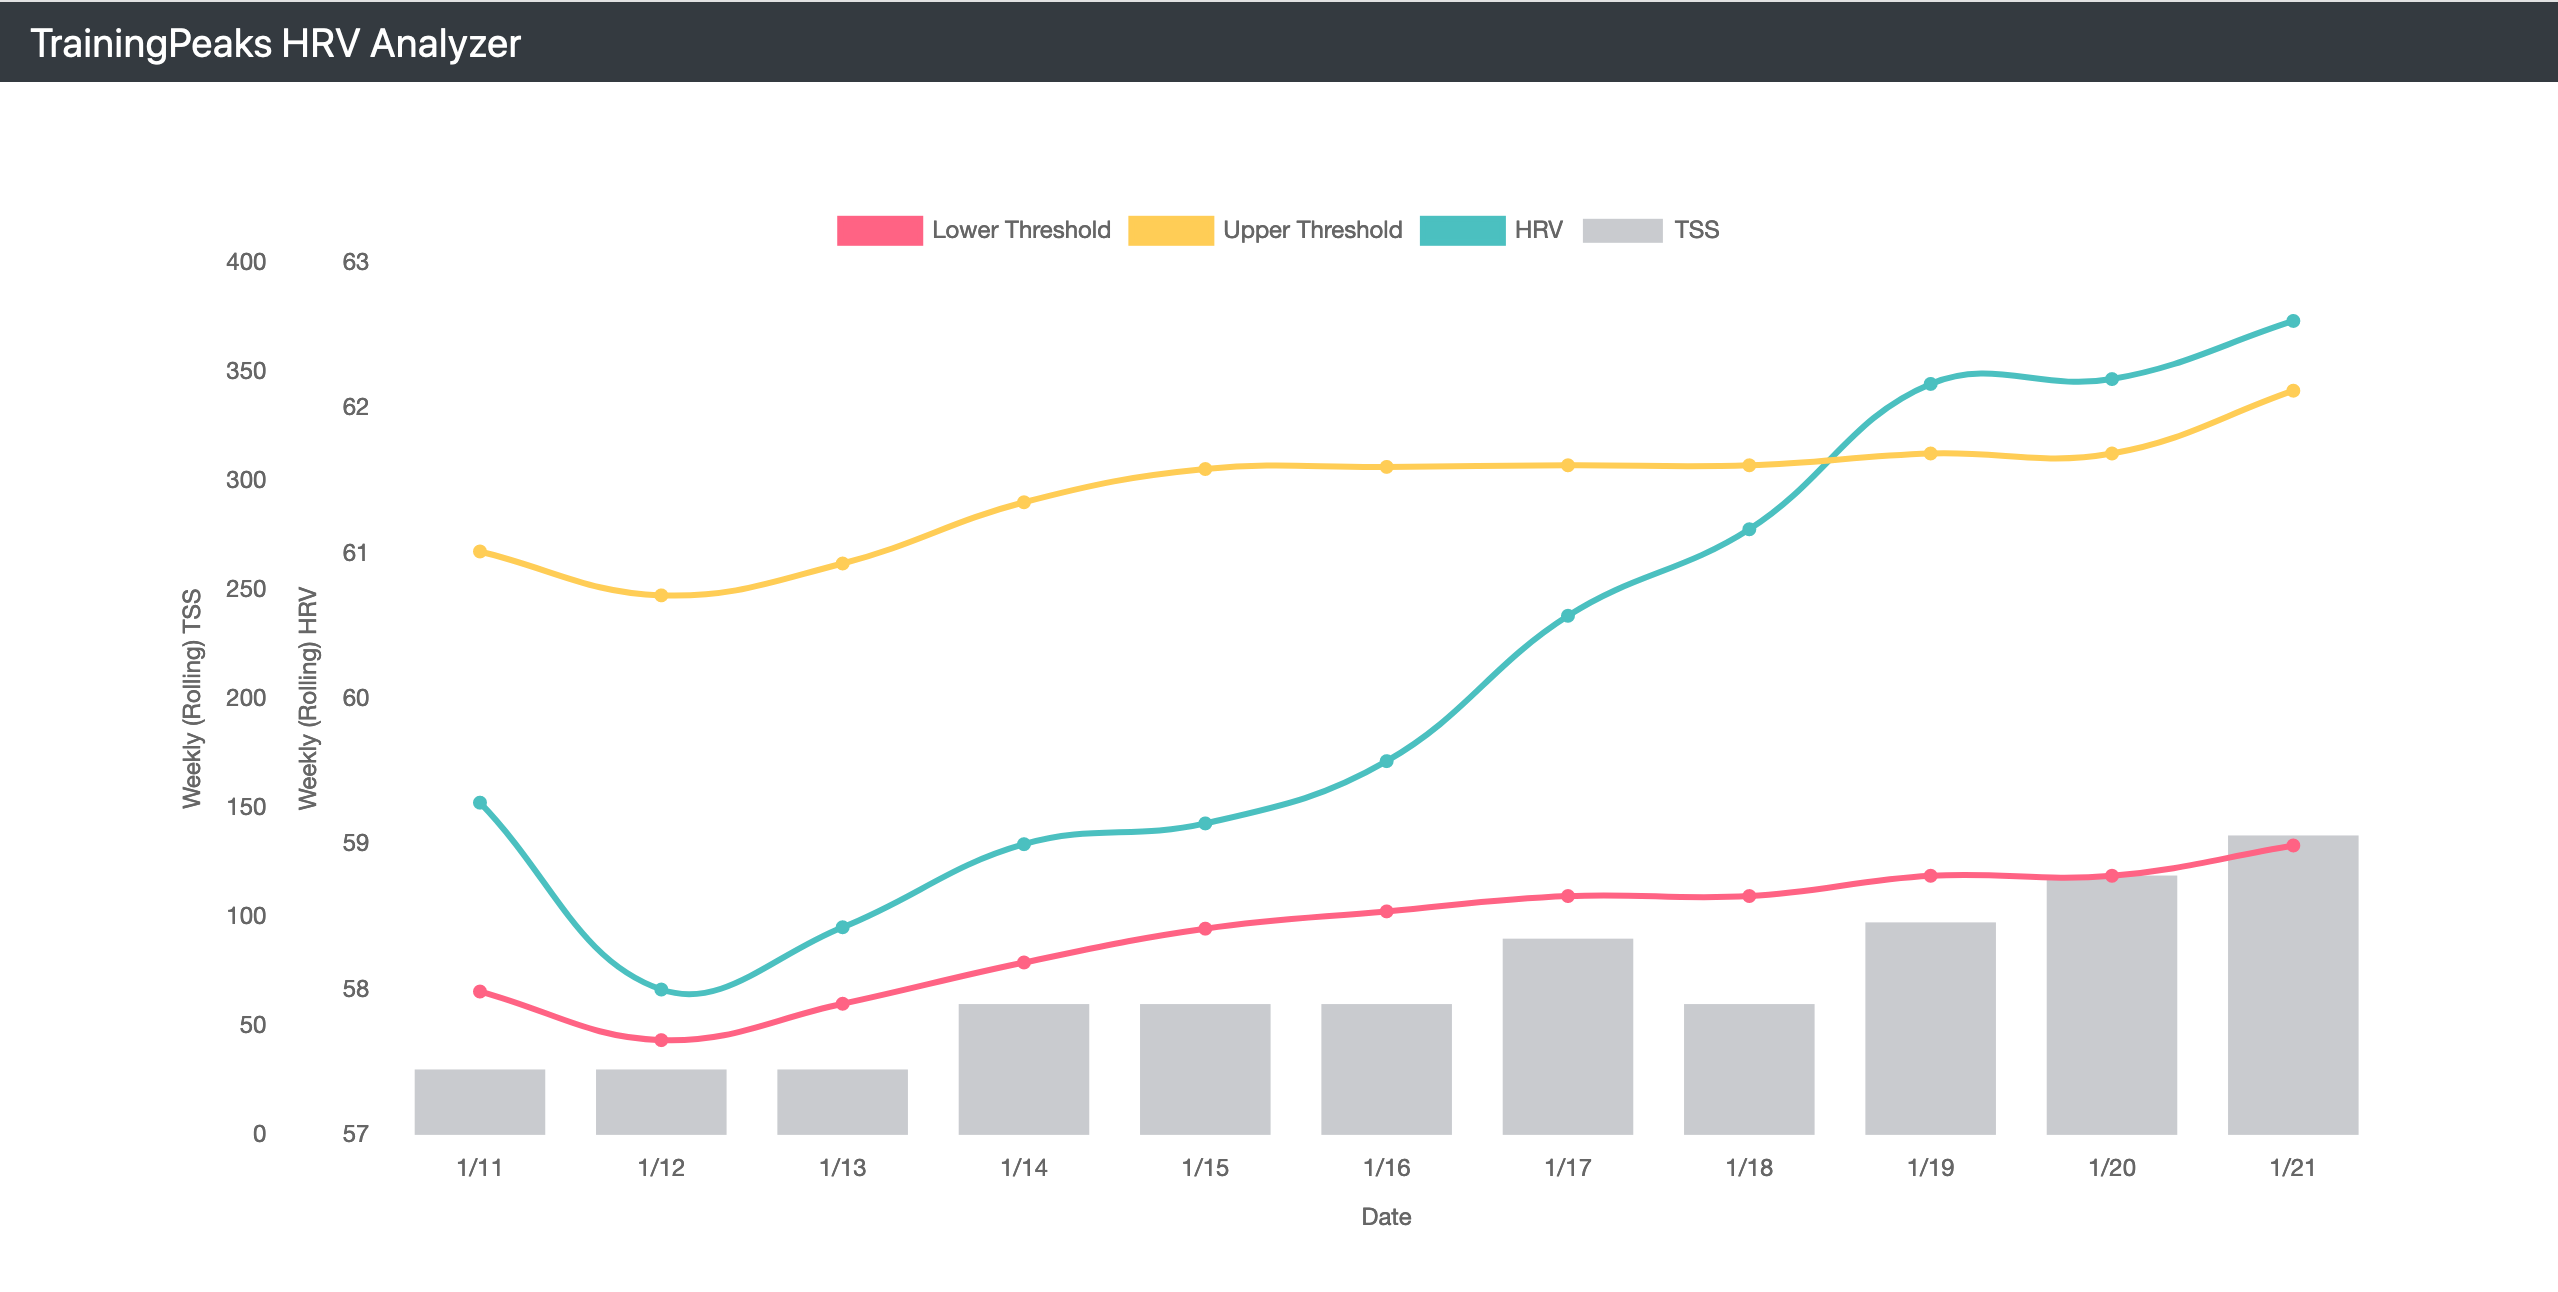 TrainingPeaks HRV Analyzer
Lower Threshold Upper Threshold HRV TSS
Weekly (Rolling) TSS
400
350
300
250
200
150
100
50
0
Weekly (Rolling) HRV
63
62
61
60
59
58
57
1/11 1/12 1/13 1/14 1/15 1/16 1/17 1/18 1/19 1/20 1/21
Date